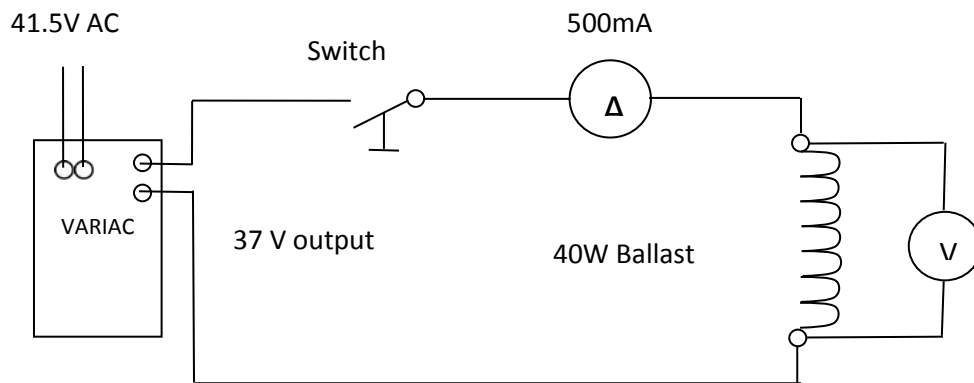 41.5V AC
500mA
Switch
Δ
VARIAC
37 V output
40W Ballast
V